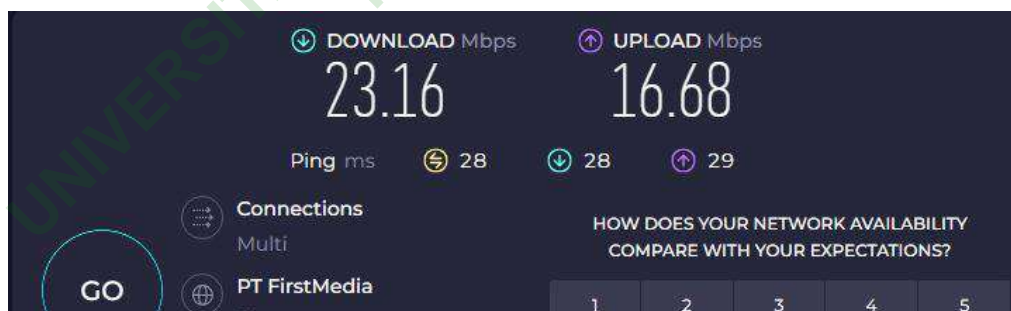 DOWNLOAD Mbps
23.16
UPLOAD Mbps
16.68
Ping ms 28 28 29
Connections
Multi
PT FirstMedia
GO
HOW DOES YOUR NETWORK AVAILABILITY
COMPARE WITH YOUR EXPECTATIONS?
1 2 3 4 5